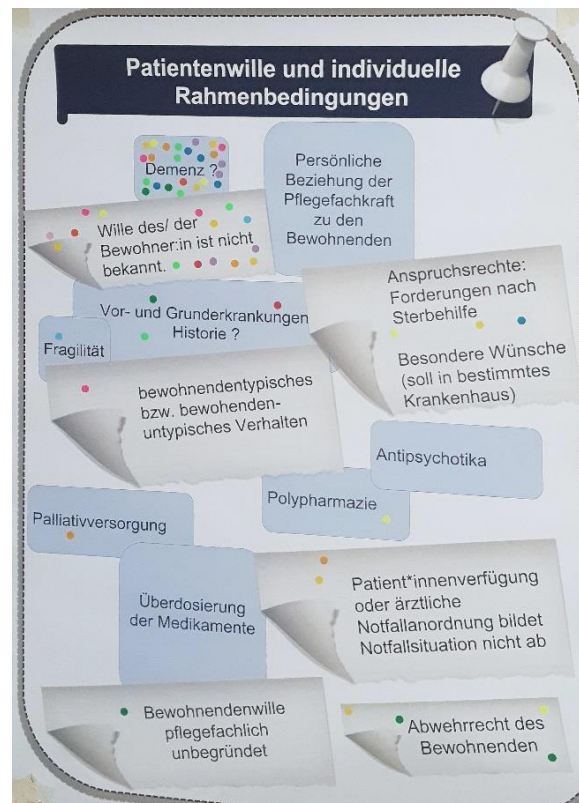 Patientenwille und individuelle
Rahmenbedingungen
Demenz ?
Persönliche
Beziehung der
Pflegefachkraft
zu den
Bewohnenden
Wille des/ der
Bewohner:in ist nicht
bekannt.
Anspruchsrechte:
Forderungen nach
Sterbehilfe
Besondere Wünsche
(soll in bestimmtes
Krankenhaus)
Vor- und Grunderkrankungen
Historie ?
Fragilität
bewohnendentypisches
bzw. bewohenden-
untypisches Verhalten
Antipsychotika
Polypharmazie
Palliativversorgung
Überdosierung
der Medikamente
Patient*innenverfügung
oder ärztliche
Notfallanordnung bildet
Notfallsituation nicht ab
Bewohnendenwille
pflegefachlich
unbegründet
Abwehrrecht des
Bewohnenden